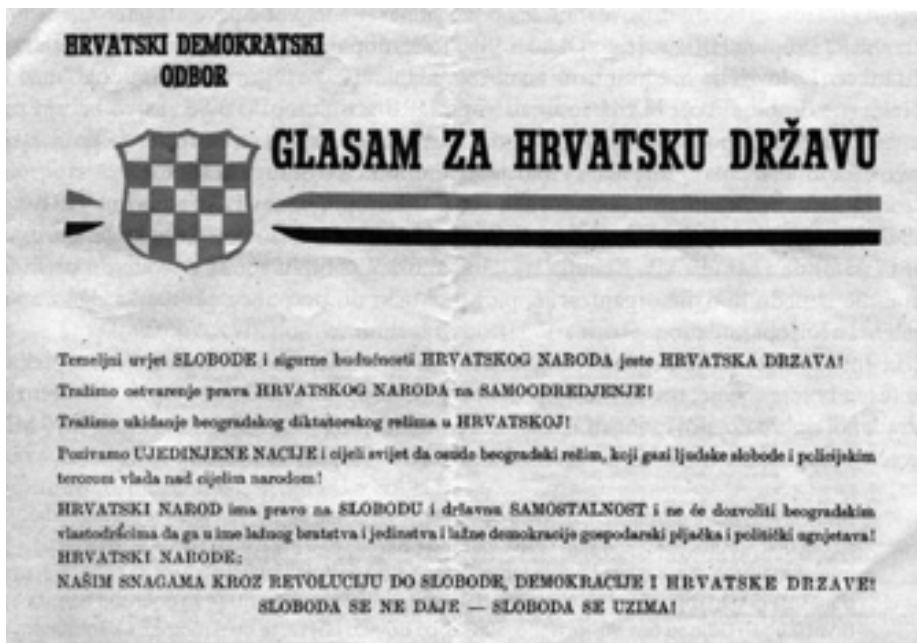 HRVATSKI DEMOKRATSKI
ODBOR
GLASAM ZA HRVATSKU DRŽAVU
Temeljni uvjet SLOBODE i sigurne budućnosti HRVATSKOG NARODA jeste HRVATSKA DRZAVA!
Tražimo ostvarenje prava HRVATSKOG NARODA na SAMOODREDJENJE!
Tražimo ukidanje beogradskog diktatorskog režima u HRVATSKOJ!
Pozivamo UJEDINJENE NACIJE i cijeli svijet da osude beogradski režim, koji gazi ljudske slobode i policijskim
terorom vlada nad cijelim narodom!
HRVATSKI NAROD ima pravo na SLOBODU i državnu SAMOSTALNOST i ne će dozvoliti beogradskim
vlastodršcima da ga u ime lažnog bratstva i jedinstva i lažne demokracije gospodarski pljačka i politički ugnjetava!
HRVATSKI NARODE:
NAŠIM SNAGAMA KROZ REVOLUCIJU DO SLOBODE, DEMOKRACIJE I HRVATSKE DRZAVE!
SLOBODA SE NE DAJE — SLOBODA SE UZIMA!